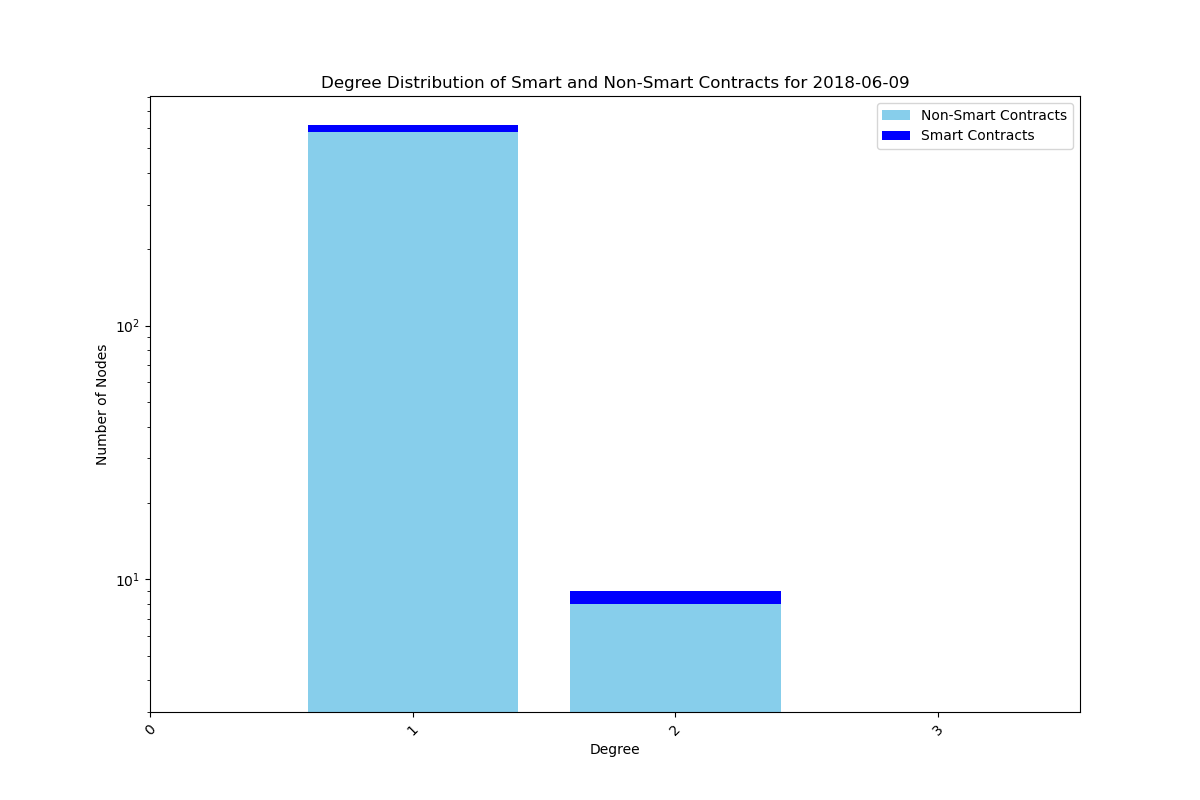 Degree Distribution of Smart and Non-Smart Contracts for 2018-06-09
Non-Smart Contracts
Smart Contracts
Number of Nodes
10²
10¹
0
1
2
3
Degree